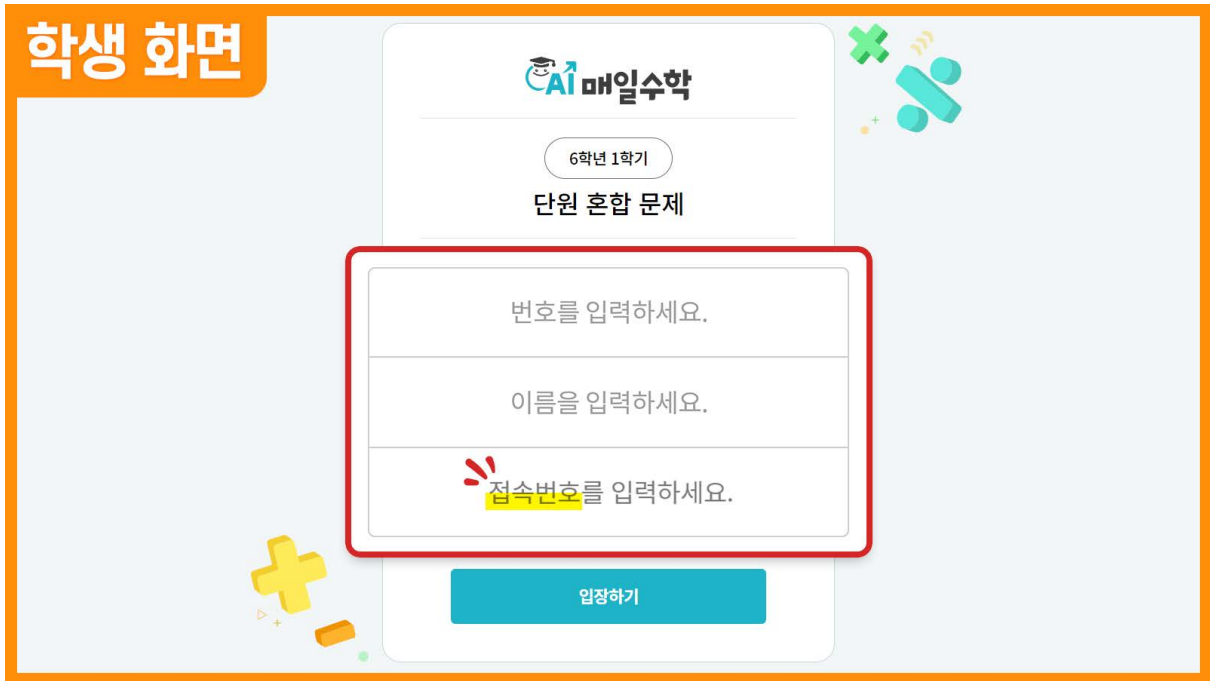 학생 화면
AI 매일수학
6학년 1학기
단원 혼합 문제
번호를 입력하세요.
이름을 입력하세요.
접속번호를 입력하세요.
입장하기